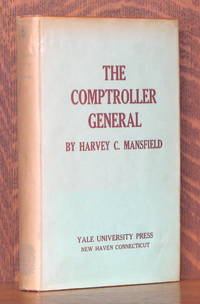 THE
COMPTROLLER
GENERAL
BY HARVEY C. MANSFIELD
YALE UNIVERSITY PRESS
NEW HAVEN CONNECTICUT